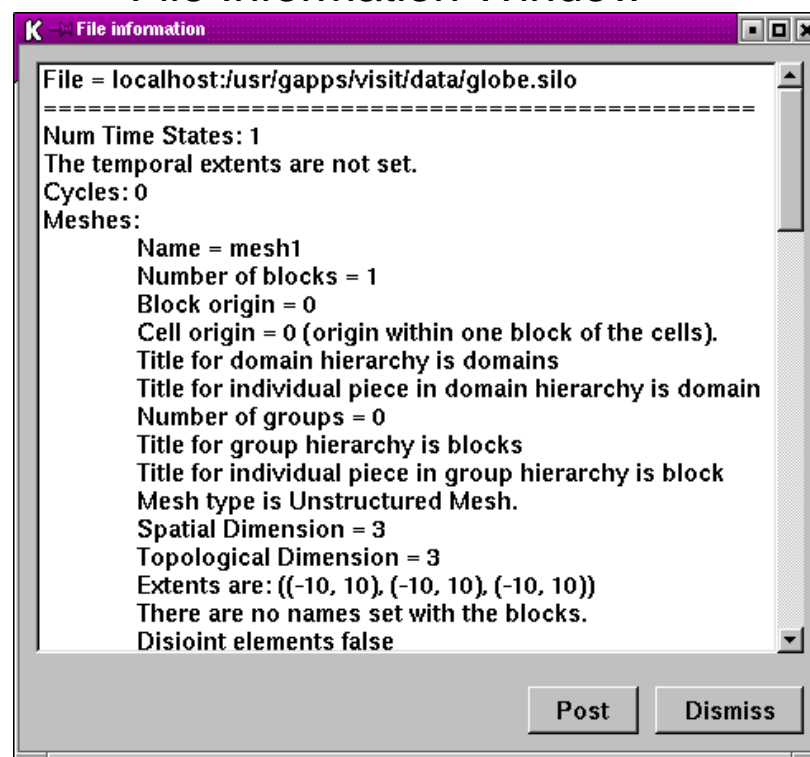 File Information Window
File information
File = localhost:/usr/gapps/visit/data/globe.silo
================================================
Num Time States: 1
The temporal extents are not set.
Cycles: 0
Meshes:
Name = mesh1
Number of blocks = 1
Block origin = 0
Cell origin = 0 (origin within one block of the cells).
Title for domain hierarchy is domains
Title for individual piece in domain hierarchy is domain
Number of groups = 0
Title for group hierarchy is blocks
Title for individual piece in group hierarchy is block
Mesh type is Unstructured Mesh.
Spatial Dimension = 3
Topological Dimension = 3
Extents are: ((-10, 10), (-10, 10), (-10, 10))
There are no names set with the blocks.
Disjoint elements false
Post
Dismiss